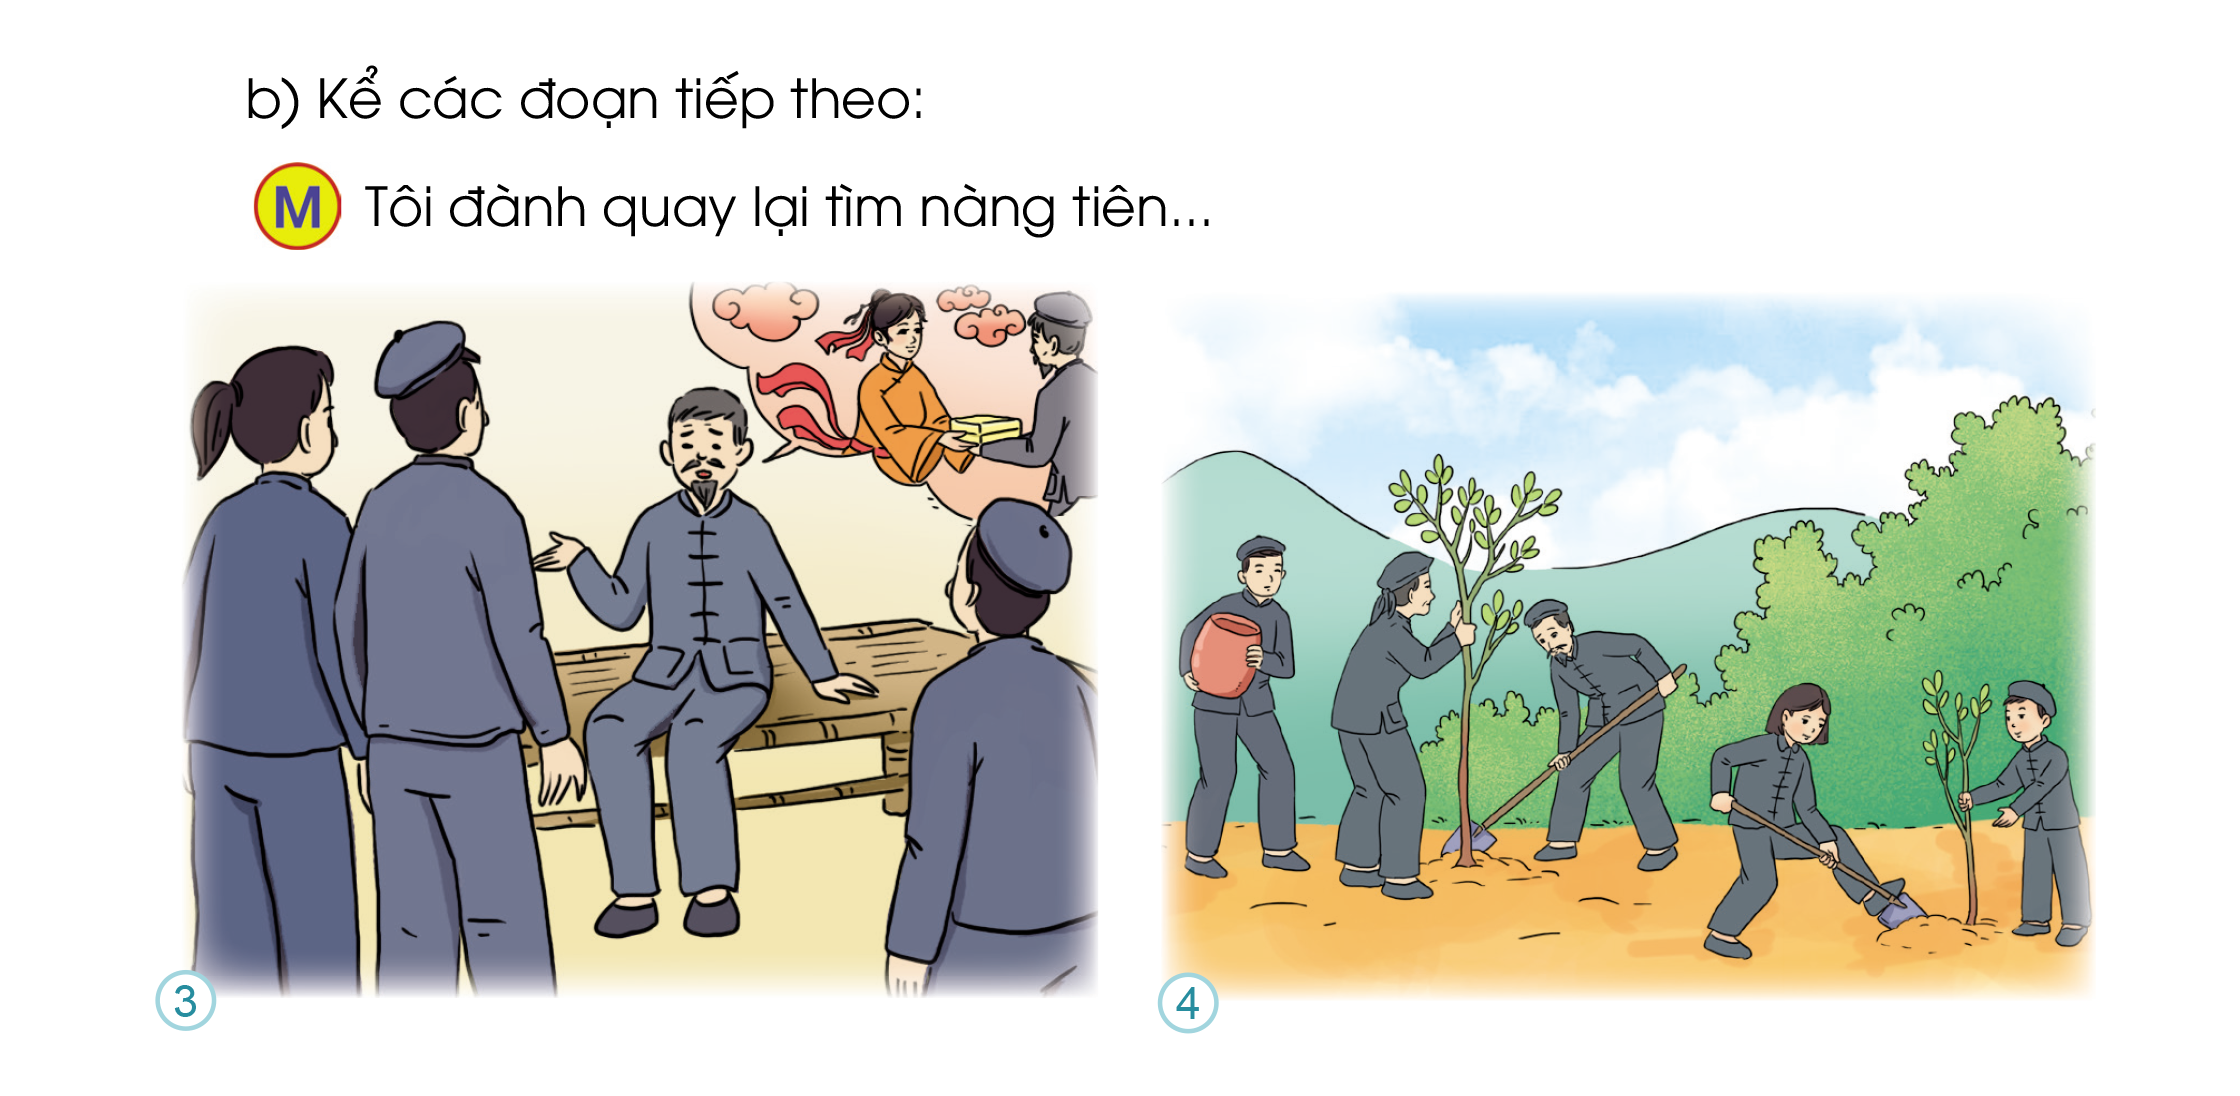 b) Kể các đoạn tiếp theo:
M Tôi đành quay lại tìm nàng tiên...
3
4